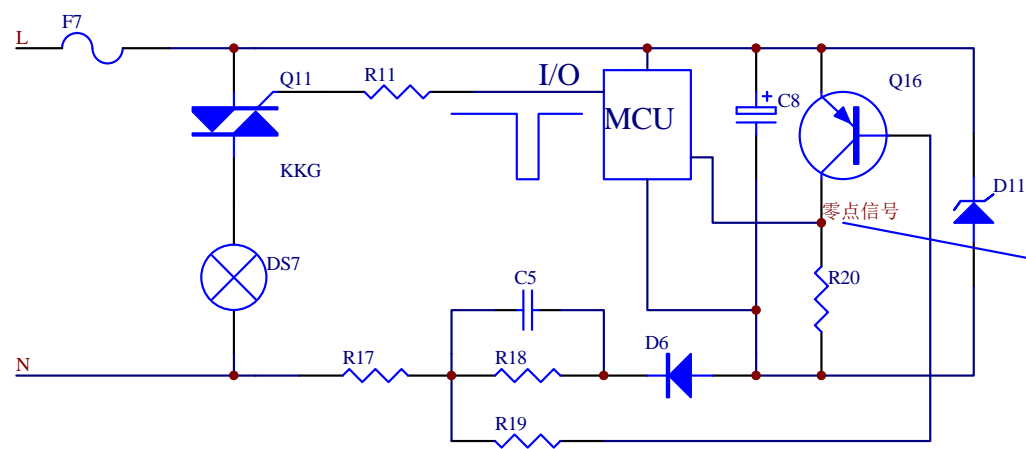 F7
L
Q11
R11
I/O
MCU
+
C8
Q16
KKG
D11
零点信号
DS7
C5
R20
N
R17
R18
D6
R19